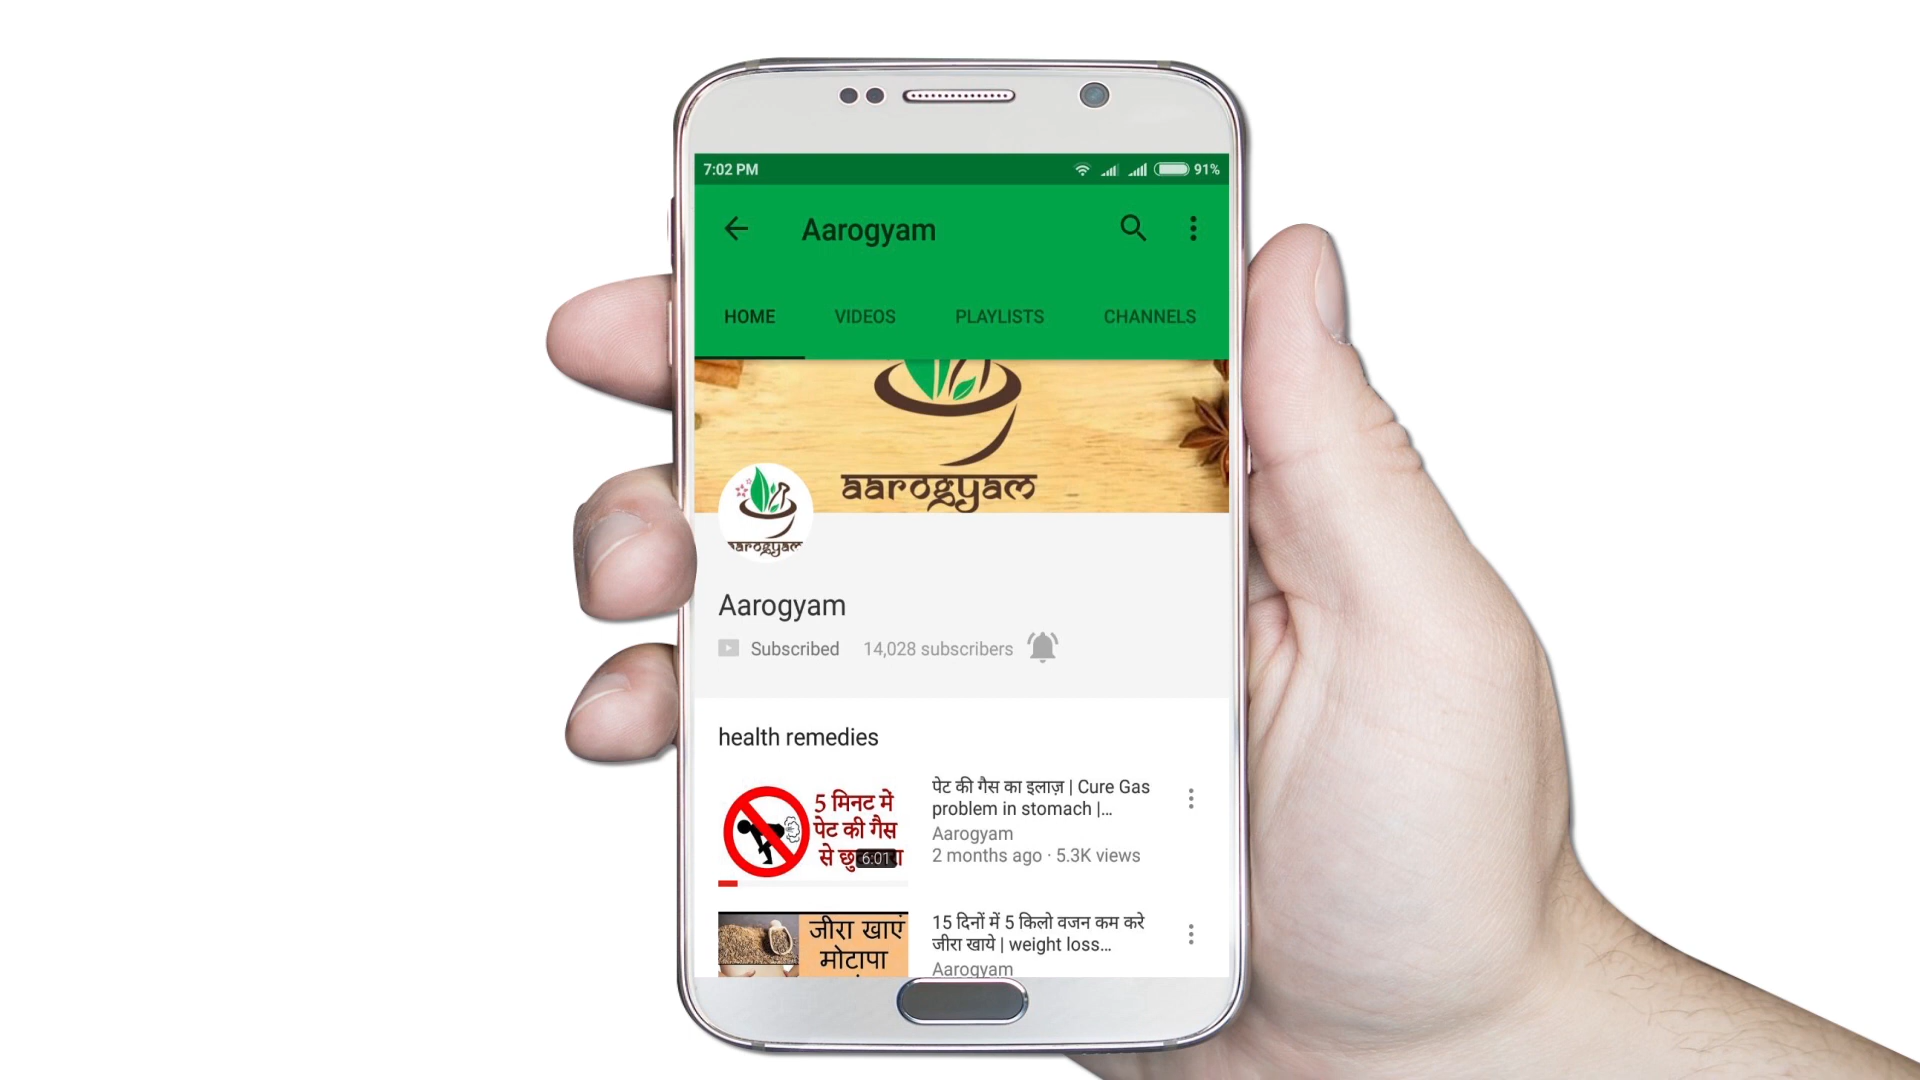 7:02 PM
91%
Aarogyam
HOME VIDEOS PLAYLISTS CHANNELS
aarogyam
aarogyam
Aarogyam
Subscribed 14,028 subscribers
health remedies
5 मिनट में
पेट की गैस
से
6:01
पेट की गैस का इलाज़ | Cure Gas
problem in stomach |...
Aarogyam
2 months ago · 5.3K views
जीरा खाएं
मोटापा
15 दिनों में 5 किलो वजन कम करे
जीरा खाये | weight loss...
Aarogyam